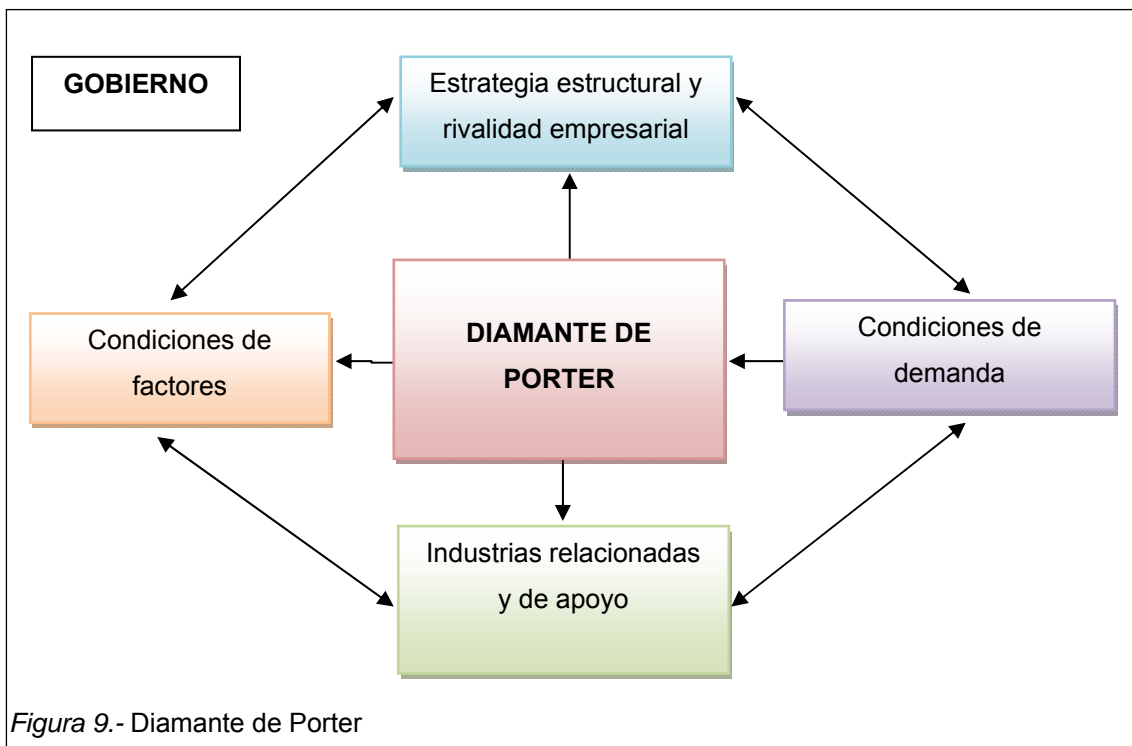 GOBIERNO
Estrategia estructural y
rivalidad empresarial
Condiciones de
factores
DIAMANTE DE
PORTER
Condiciones de
demanda
Industrias relacionadas
y de apoyo
Figura 9.- Diamante de Porter